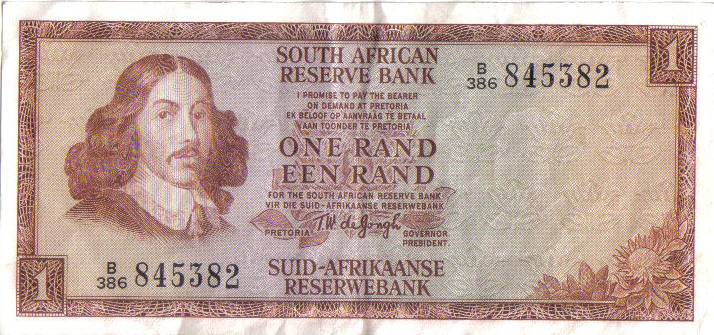 1
SOUTH AFRICAN
RESERVE BANK
B
386 845382
I PROMISE TO PAY THE BEARER
ON DEMAND AT PRETORIA
EK BELOOF OP AANVRAAG TE BETAAL
AAN TOONDER TE PRETORIA
ONE RAND
EEN RAND
FOR THE SOUTH AFRICAN RESERVE BANK
VIR DIE SUID-AFRIKAANSE RESERWEBANK
T.W. de Jongh
PRETORIA GOVERNOR
PRESIDENT.
B
386 845382
SUID-AFRIKAANSE
RESERWEBANK
1